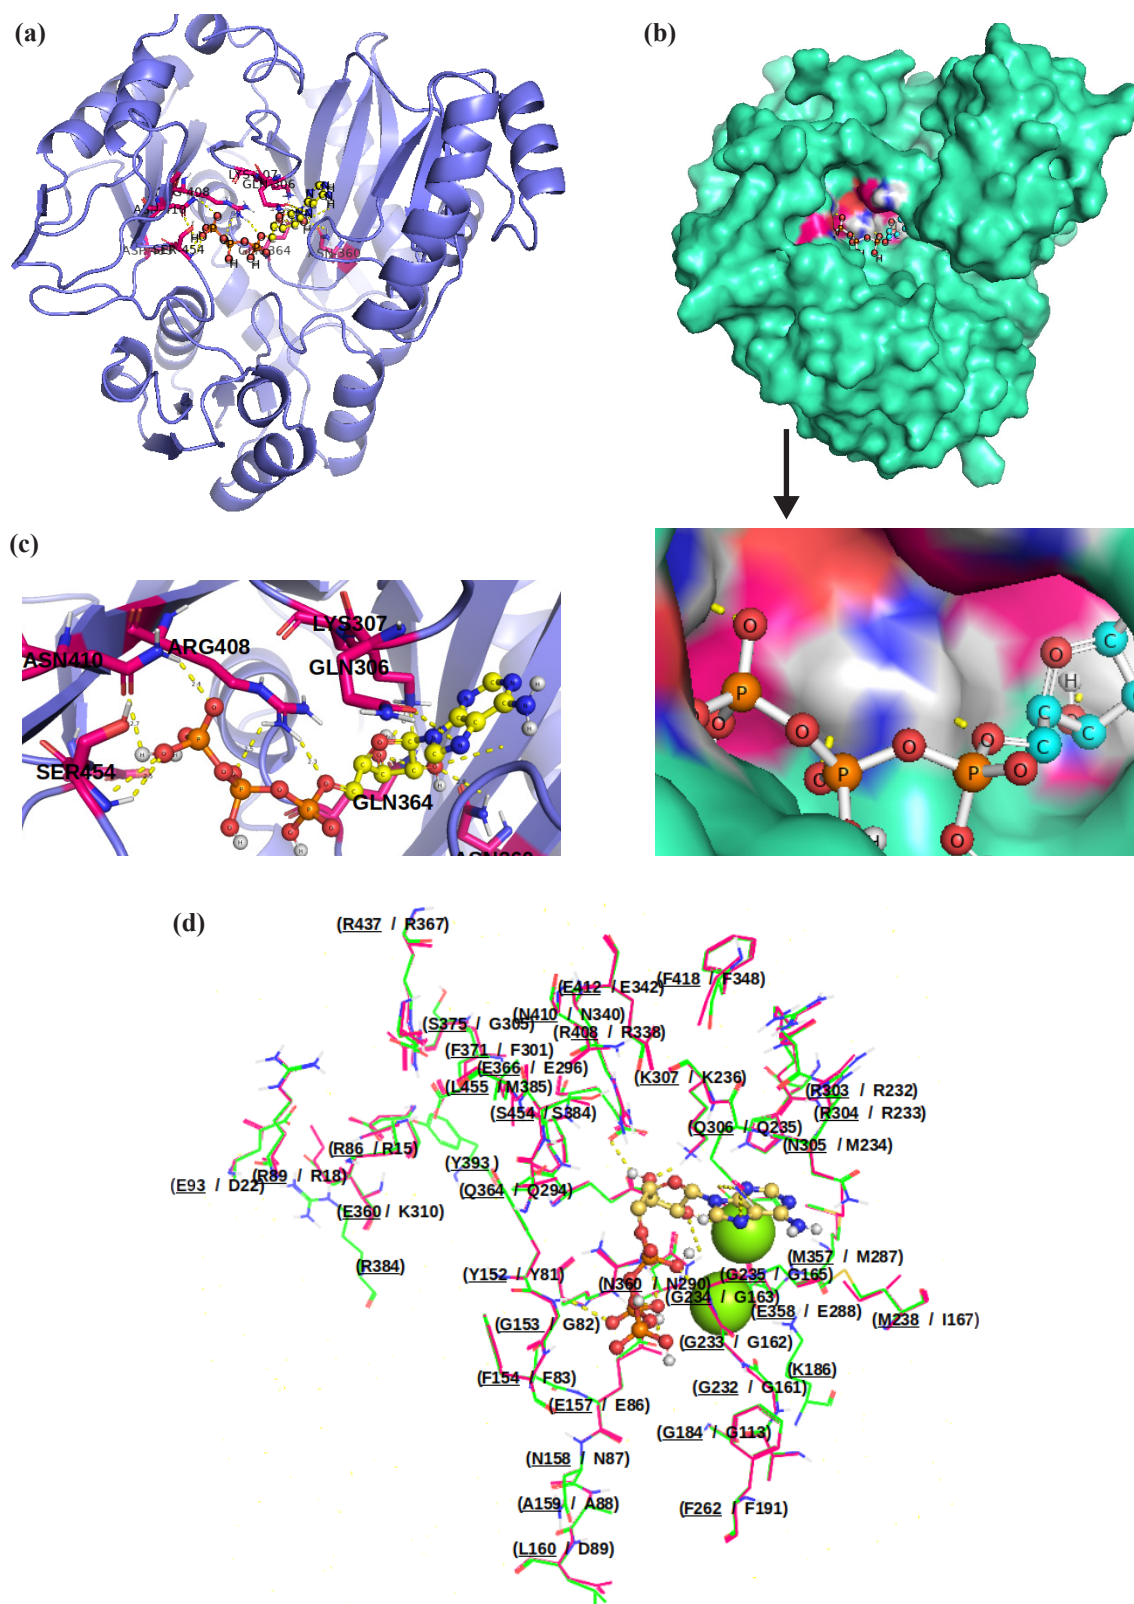 (a)
(b)
LYS307
GLN306
SER454
(c)
LYS307
ARG408
ASN410
GLN306
SER454
GLN364
(d)
(R437 / R367)
(E412 / E342)
(F418 / F348)
(N410 / N340)
(S375 / G305)
(R408 / R338)
(F371 / F301)
(E366 / E296)
(K307 / K236)
(L455 / M385)
(R303 / R232)
(S454 / S384)
(R304 / R233)
(Q306 / Q235)
(R86 / R15)
(N305 / M234)
(Y393)
(R89 / R18)
(E93 / D22)
(Q364 / Q294)
(E360 / K310)
(M357 / M287)
(R384)
(Y152 / Y81)
(N360 / N290)
(G235 / G165)
(G234 / G163)
(E358 / E288)
(M238 / I167)
(G153 / G82)
(G233 / G162)
(F154 / F83)
(K186)
(G232 / G161)
(E157 / E86)
(G184 / G113)
(N158 / N87)
(A159 / A88)
(F262 / F191)
(L160 / D89)